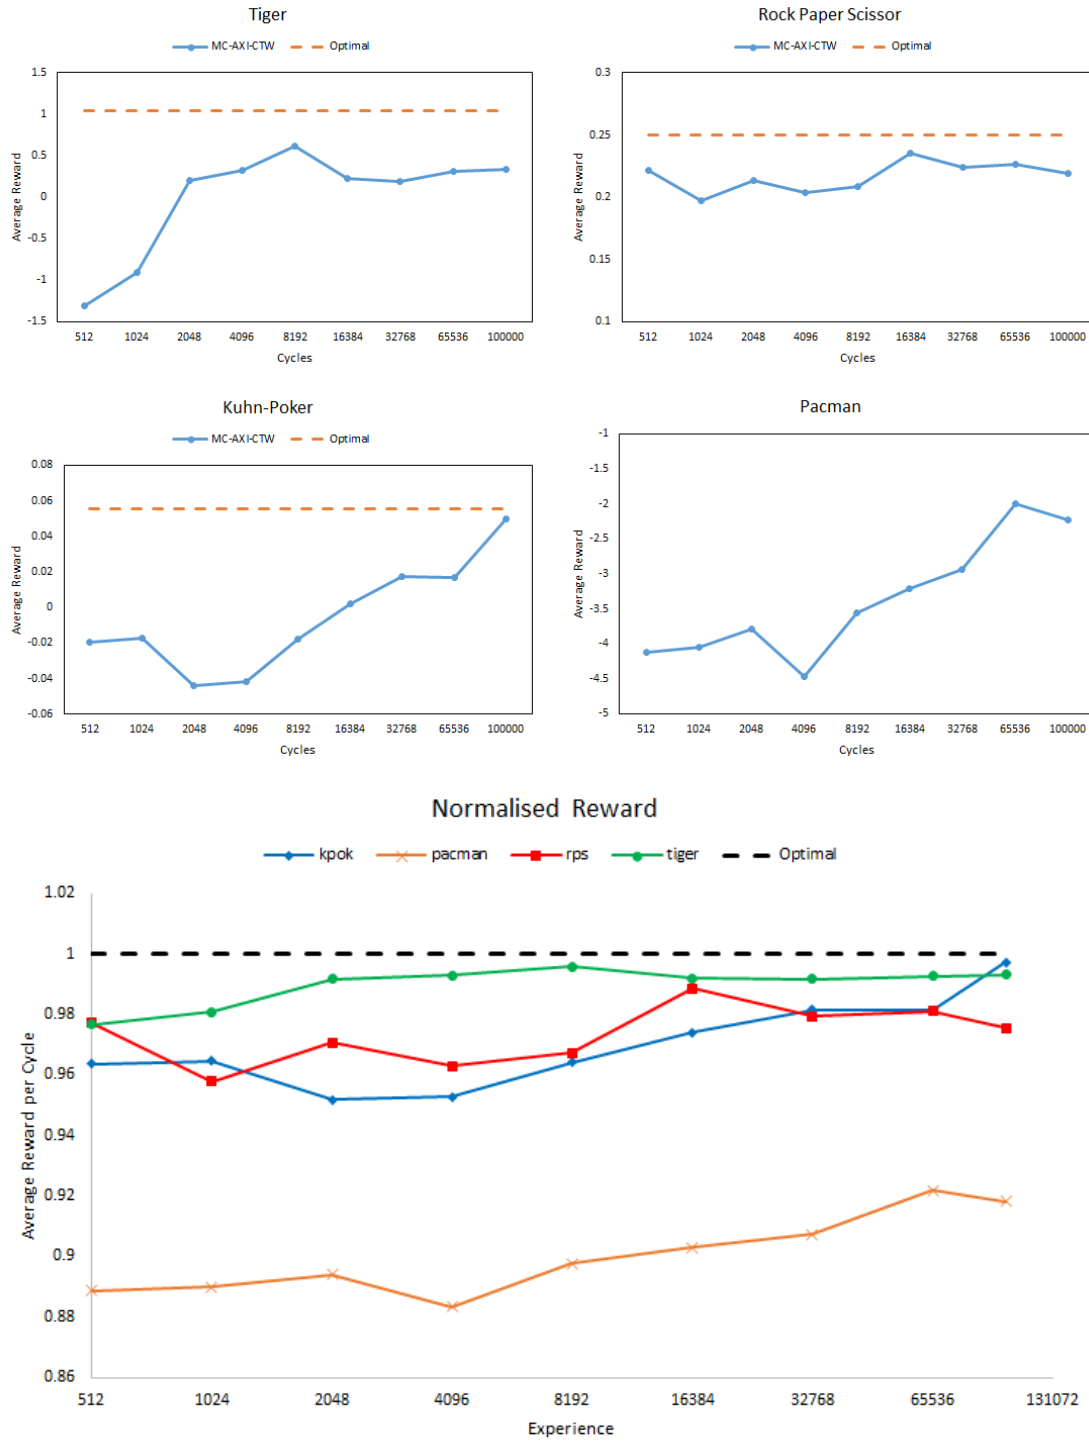 Tiger
MC-AXI-CTW Optimal
1.5
1
0.5
0
-0.5
-1
-1.5
Average Reward
512 1024 2048 4096 8192 16384 32768 65536 100000
Cycles
Rock Paper Scissor
MC-AXI-CTW Optimal
0.3
0.25
0.2
0.15
0.1
Average Reward
512 1024 2048 4096 8192 16384 32768 65536 100000
Cycles
Kuhn-Poker
MC-AXI-CTW Optimal
0.08
0.06
0.04
0.02
0
-0.02
-0.04
-0.06
Average Reward
512 1024 2048 4096 8192 16384 32768 65536 100000
Cycles
Pacman
-1
-1.5
-2
-2.5
-3
-3.5
-4
-4.5
-5
Average Reward
512 1024 2048 4096 8192 16384 32768 65536 100000
Cycles
Normalised Reward
kpok pacman rps tiger Optimal
1.02
1
0.98
0.96
0.94
0.92
0.9
0.88
0.86
Average Reward per Cycle
512 1024 2048 4096 8192 16384 32768 65536 131072
Experience